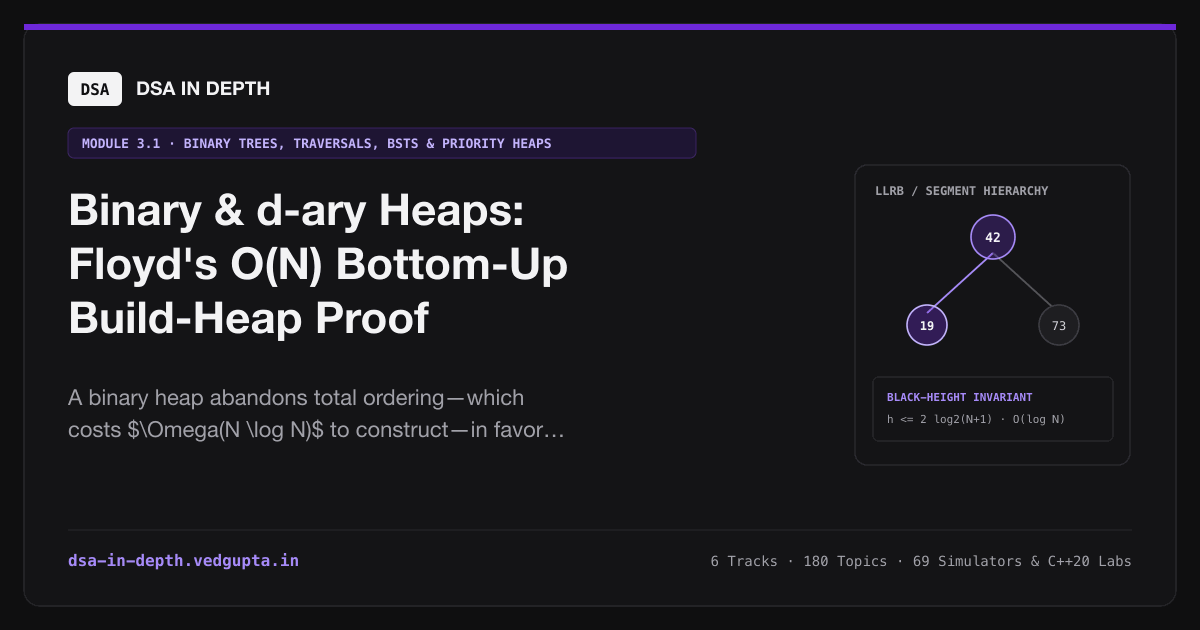 DSA DSA IN DEPTH
MODULE 3.1 · BINARY TREES, TRAVERSALS, BSTS & PRIORITY HEAPS
Binary & d-ary Heaps:
Floyd's O(N) Bottom-Up
Build-Heap Proof
A binary heap abandons total ordering—which
costs $\Omega(N \log N)$ to construct—in favor…
LLRB / SEGMENT HIERARCHY
42
19 73
BLACK-HEIGHT INVARIANT
h <= 2 log2(N+1) · O(log N)
dsa-in-depth.vedgupta.in
6 Tracks · 180 Topics · 69 Simulators & C++20 Labs